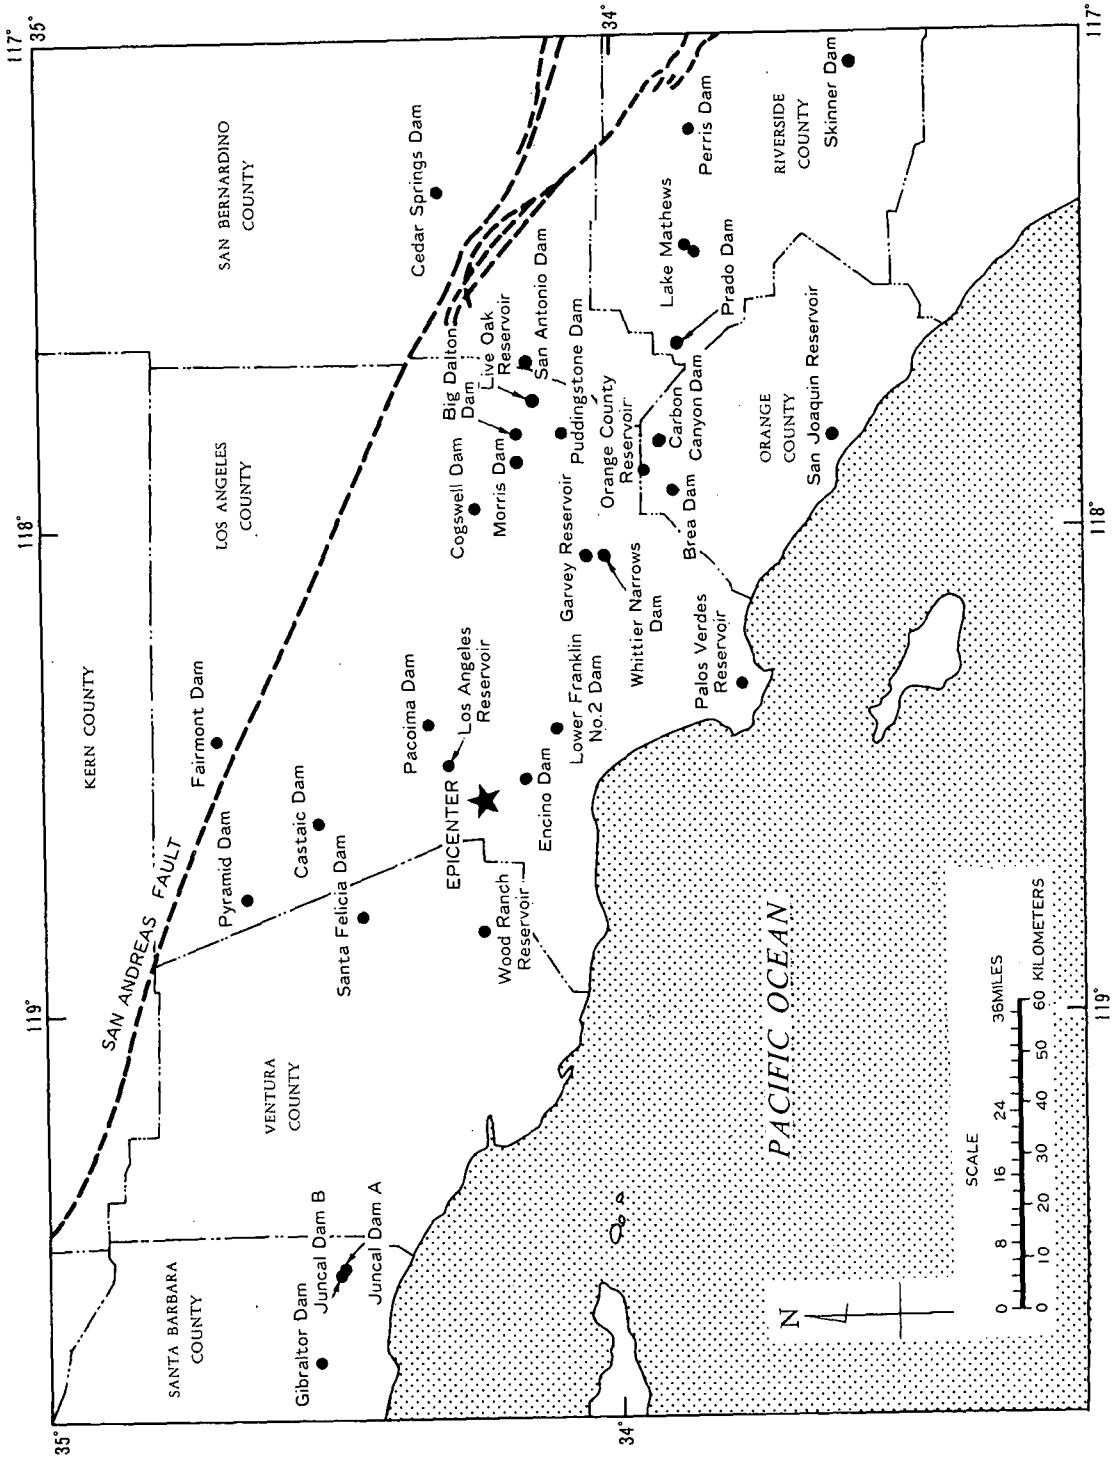 119°
118°
117°
35°
35°
34°
34°
119°
118°
117°
KERN COUNTY
SAN ANDREAS FAULT
SANTA BARBARA
COUNTY
VENTURA
COUNTY
LOS ANGELES
COUNTY
SAN BERNARDINO
COUNTY
RIVERSIDE
COUNTY
ORANGE
COUNTY
Gibraltor Dam
Juncal Dam B
Juncal Dam A
Pyramid Dam
Fairmont Dam
Castaic Dam
Santa Felicia Dam
Pacoima Dam
Los Angeles
Reservoir
EPICENTER
Wood Ranch
Reservoir
Encino Dam
Lower Franklin
No.2 Dam
Cedar Springs Dam
Cogswell Dam
Morris Dam
Big Dalton
Dam
Live Oak
Reservoir
San Antonio Dam
Puddingstone Dam
Garvey Reservoir
Whittier Narrows
Dam
Orange County
Reservoir
Carbon
Canyon Dam
Brea Dam
Palos Verdes
Reservoir
San Joaquin Reservoir
Lake Mathews
Prado Dam
Perris Dam
Skinner Dam
PACIFIC OCEAN
N
SCALE
0 8 16 24 36MILES
0 10 20 30 40 50 60 KILOMETERS